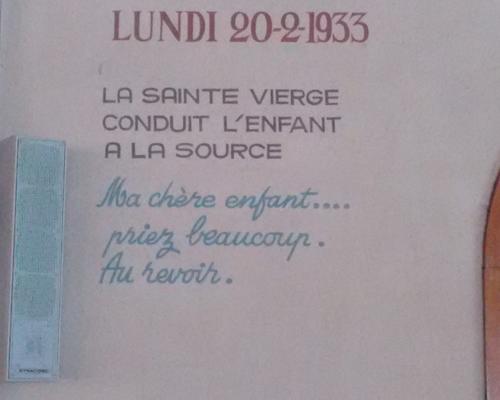 LUNDI 20-2-1933
LA SAINTE VIERGE
CONDUIT L'ENFANT
A LA SOURCE
Ma chère enfant....
priez beaucoup.
Au revoir.